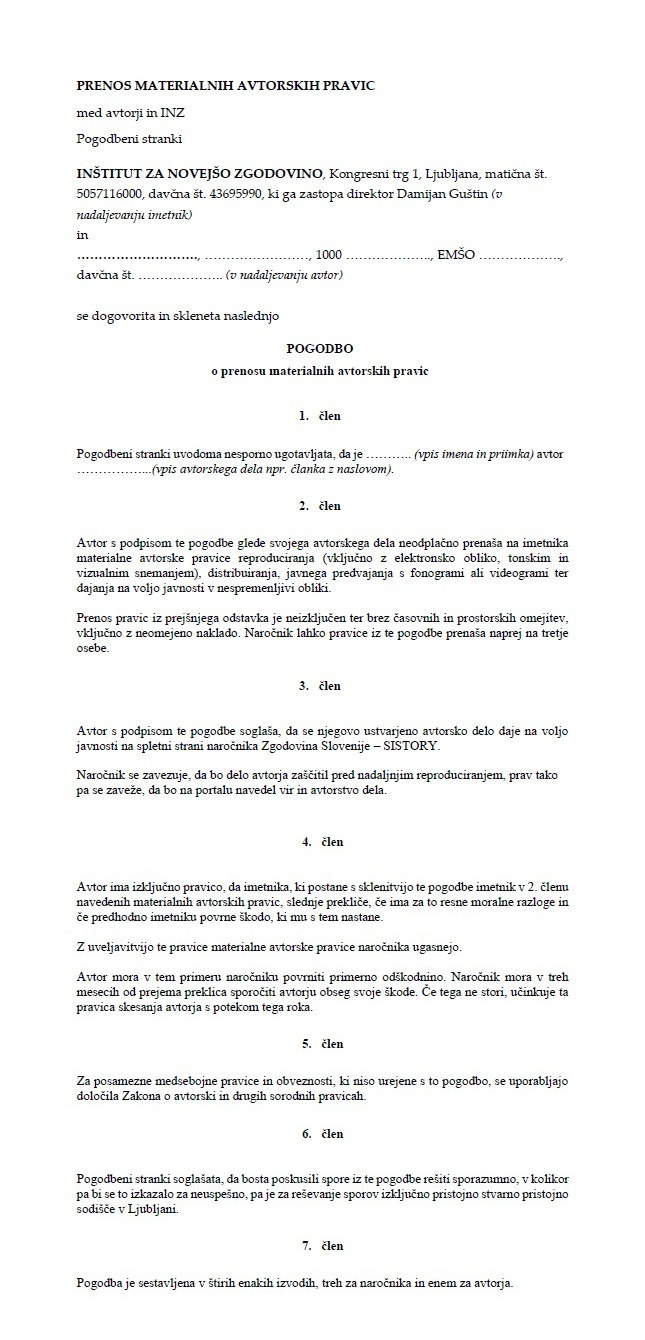 PRENOS MATERIALNIH AVTORSKIH PRAVIC
med avtorji in INZ
Pogodbeni stranki
INŠTITUT ZA NOVEJŠO ZGODOVINO, Kongresni trg 1, Ljubljana, matična št.
5057116000, davčna št. 43695990, ki ga zastopa direktor Damijan Guštin (v
nadaljevanju imetnik)
in
………………………., ……………………, 1000 ……………….., EMŠO ……………….,
davčna št. ……………….. (v nadaljevanju avtor)
se dogovorita in skleneta naslednjo
POGODBO
o prenosu materialnih avtorskih pravic
1. člen
Pogodbeni stranki uvodoma nesporno ugotavljata, da je ……….. (vpis imena in priimka) avtor
……………...(vpis avtorskega dela npr. članka z naslovom).
2. člen
Avtor s podpisom te pogodbe glede svojega avtorskega dela neodplačno prenaša na imetnika
materialne avtorske pravice reproduciranja (vključno z elektronsko obliko, tonskim in
vizualnim snemanjem), distribuiranja, javnega predvajanja s fonogrami ali videogrami ter
dajanja na voljo javnosti v nespremenljivi obliki.
Prenos pravic iz prejšnjega odstavka je neizključen ter brez časovnih in prostorskih omejitev,
vključno z neomejeno naklado. Naročnik lahko pravice iz te pogodbe prenaša naprej na tretje
osebe.
3. člen
Avtor s podpisom te pogodbe soglaša, da se njegovo ustvarjeno avtorsko delo daje na voljo
javnosti na spletni strani naročnika Zgodovina Slovenije – SISTORY.
Naročnik se zavezuje, da bo delo avtorja zaščitil pred nadaljnjim reproduciranjem, prav tako
pa se zaveže, da bo na portalu navedel vir in avtorstvo dela.
4. člen
Avtor ima izključno pravico, da imetnika, ki postane s sklenitvijo te pogodbe imetnik v 2. členu
navedenih materialnih avtorskih pravic, slednje prekliče, če ima za to resne moralne razloge in
če predhodno imetniku povrne škodo, ki mu s tem nastane.
Z uveljavitvijo te pravice materialne avtorske pravice naročnika ugasnejo.
Avtor mora v tem primeru naročniku povrniti primerno odškodnino. Naročnik mora v treh
mesecih od prejema preklica sporočiti avtorju obseg svoje škode. Če tega ne stori, učinkuje ta
pravica skesanja avtorja s potekom tega roka.
5. člen
Za posamezne medsebojne pravice in obveznosti, ki niso urejene s to pogodbo, se uporabljajo
določila Zakona o avtorski in drugih sorodnih pravicah.
6. člen
Pogodbeni stranki soglašata, da bosta poskusili spore iz te pogodbe rešiti sporazumno, v kolikor
pa bi se to izkazalo za neuspešno, pa je za reševanje sporov izključno pristojno stvarno pristojno
sodišče v Ljubljani.
7. člen
Pogodba je sestavljena v štirih enakih izvodih, treh za naročnika in enem za avtorja.